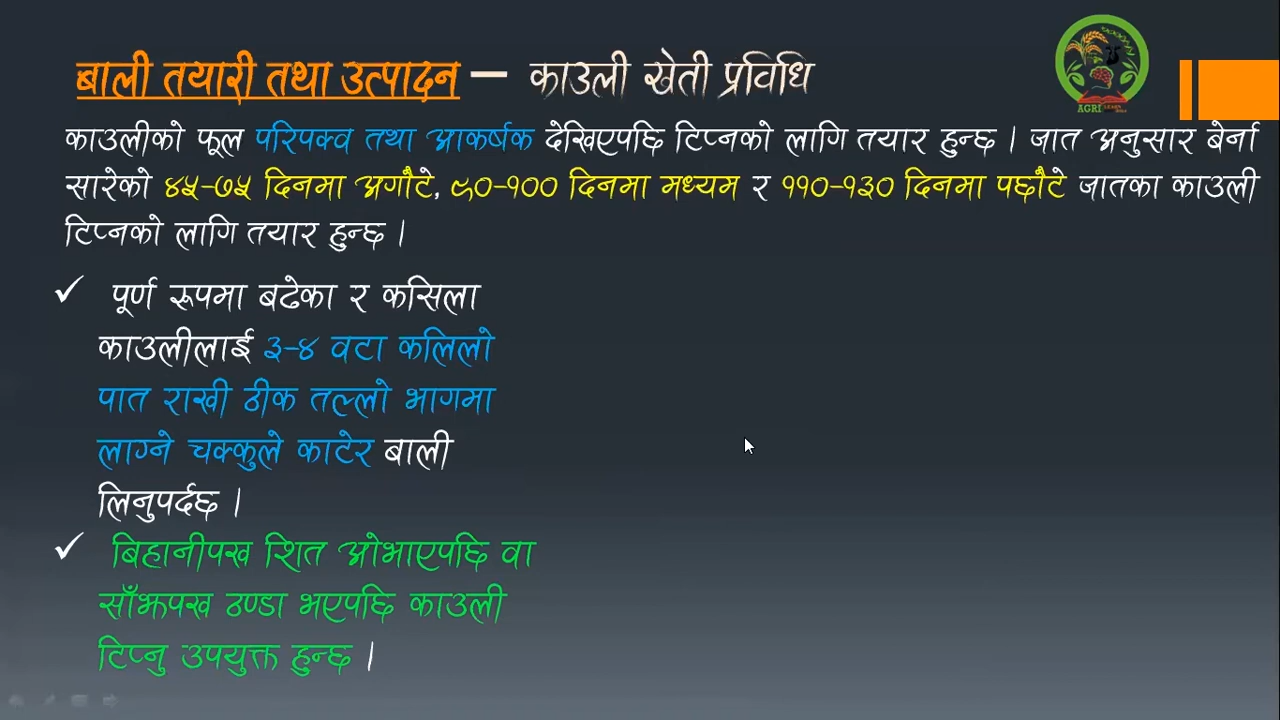 बाली तयारी तथा उत्पादन – काउली खेती प्रविधि
AGRI
काउलीको फूल परिपक्व तथा आकर्षक देखिएपछि टिप्नको लागि तयार हुन्छ । जात अनुसार बेर्ना
सारेको ४५-७५ दिनमा अगौटे, ९०-१०० दिनमा मध्यम र ११०-१३० दिनमा पछौटे जातका काउली
टिप्नको लागि तयार हुन्छ ।
✓ पूर्ण रूपमा बढेका र कसिला
काउलीलाई ३-४ वटा कलिलो
पात राखी ठीक तल्लो भागमा
लाग्ने चक्कुले काटेर बाली
लिनुपर्दछ ।
✓ बिहानीपख शित ओभाएपछि वा
साँझपख ठण्डा भएपछि काउली
टिप्नु उपयुक्त हुन्छ ।